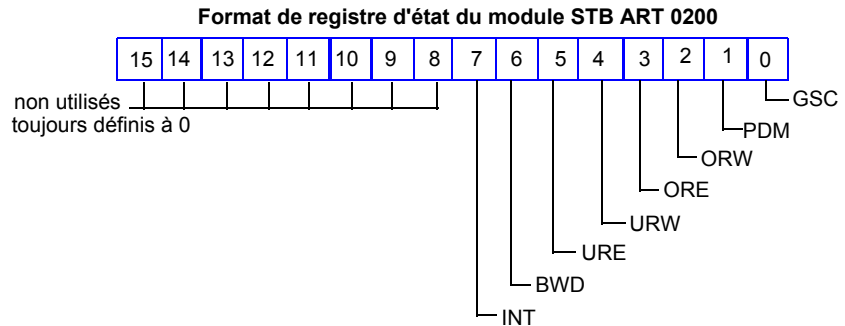 Format de registre d'état du module STB ART 0200
15 14 13 12 11 10 9 8 7 6 5 4 3 2 1 0
non utilisés
toujours définis à 0
GSC
PDM
ORW
ORE
URW
URE
BWD
INT